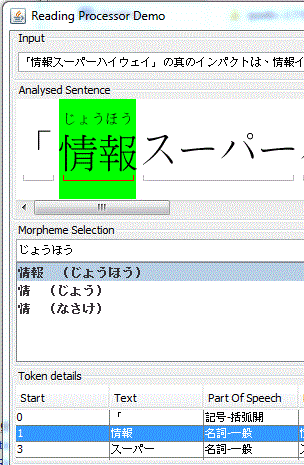 Reading Processor Demo
Input
「情報スーパーハイウェイ」の真のインパクトは、情報イ
Analysed Sentence
じょうほう
「情報スーパー
Morpheme Selection
じょうほう
情報 （じょうほう）
情 （じょう）
情 （なさけ）
Token details
Start Text Part Of Speech
0 「 記号-括弧開
1 情報 名詞-一般
3 スーパー 名詞-一般